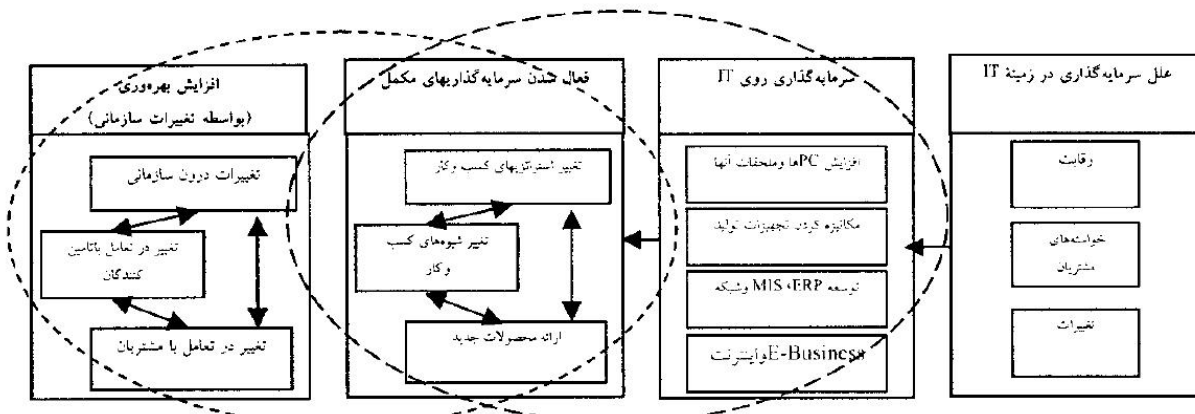 علل سرمایه‌گذاری در زمینهٔ IT
رقابت
خواسته‌های
مشتریان
تغییرات
سرمایه‌گذاری روی IT
افزایش PCها وملحقات آنها
مکانیزه کردن تجهیزات تولید
توسعه MIS ،ERP وشبکه
E-Businessواینترنت
فعال شدن سرمایه‌گذاریهای مکمل
تغییر استراتژیهای کسب وکار
تغییر شیوه‌های کسب
وکار
ارائه محصولات جدید
افزایش بهره‌وری
(بواسطه تغییرات سازمانی)
تغییرات درون سازمانی
تغییر در تعامل باتامین
کنندگان
تغییر در تعامل با مشتریان